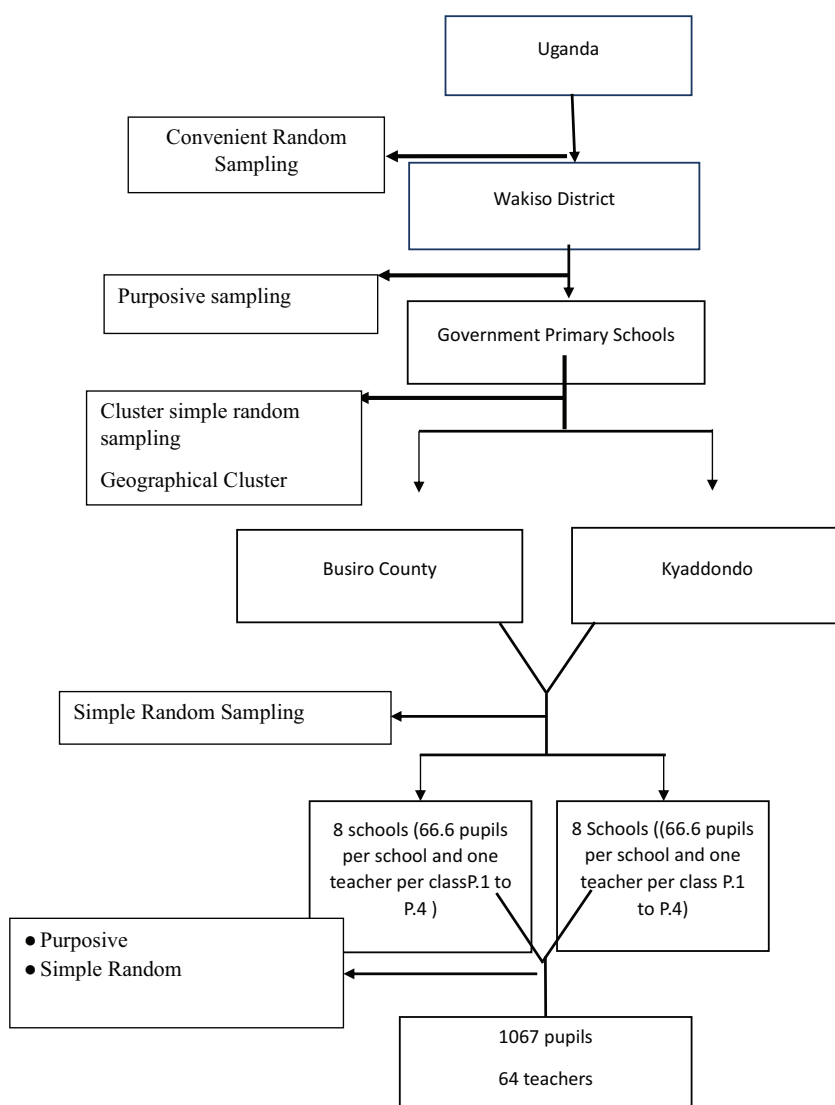 Uganda
Convenient Random
Sampling
Wakiso District
Purposive sampling
Government Primary Schools
Cluster simple random
sampling
Geographical Cluster
Busiro County
Kyaddondo
Simple Random Sampling
8 schools (66.6 pupils
per school and one
teacher per classP.1 to
P.4 )
8 Schools ((66.6 pupils
per school and one
teacher per class P.1
to P.4)
● Purposive
● Simple Random
1067 pupils
64 teachers